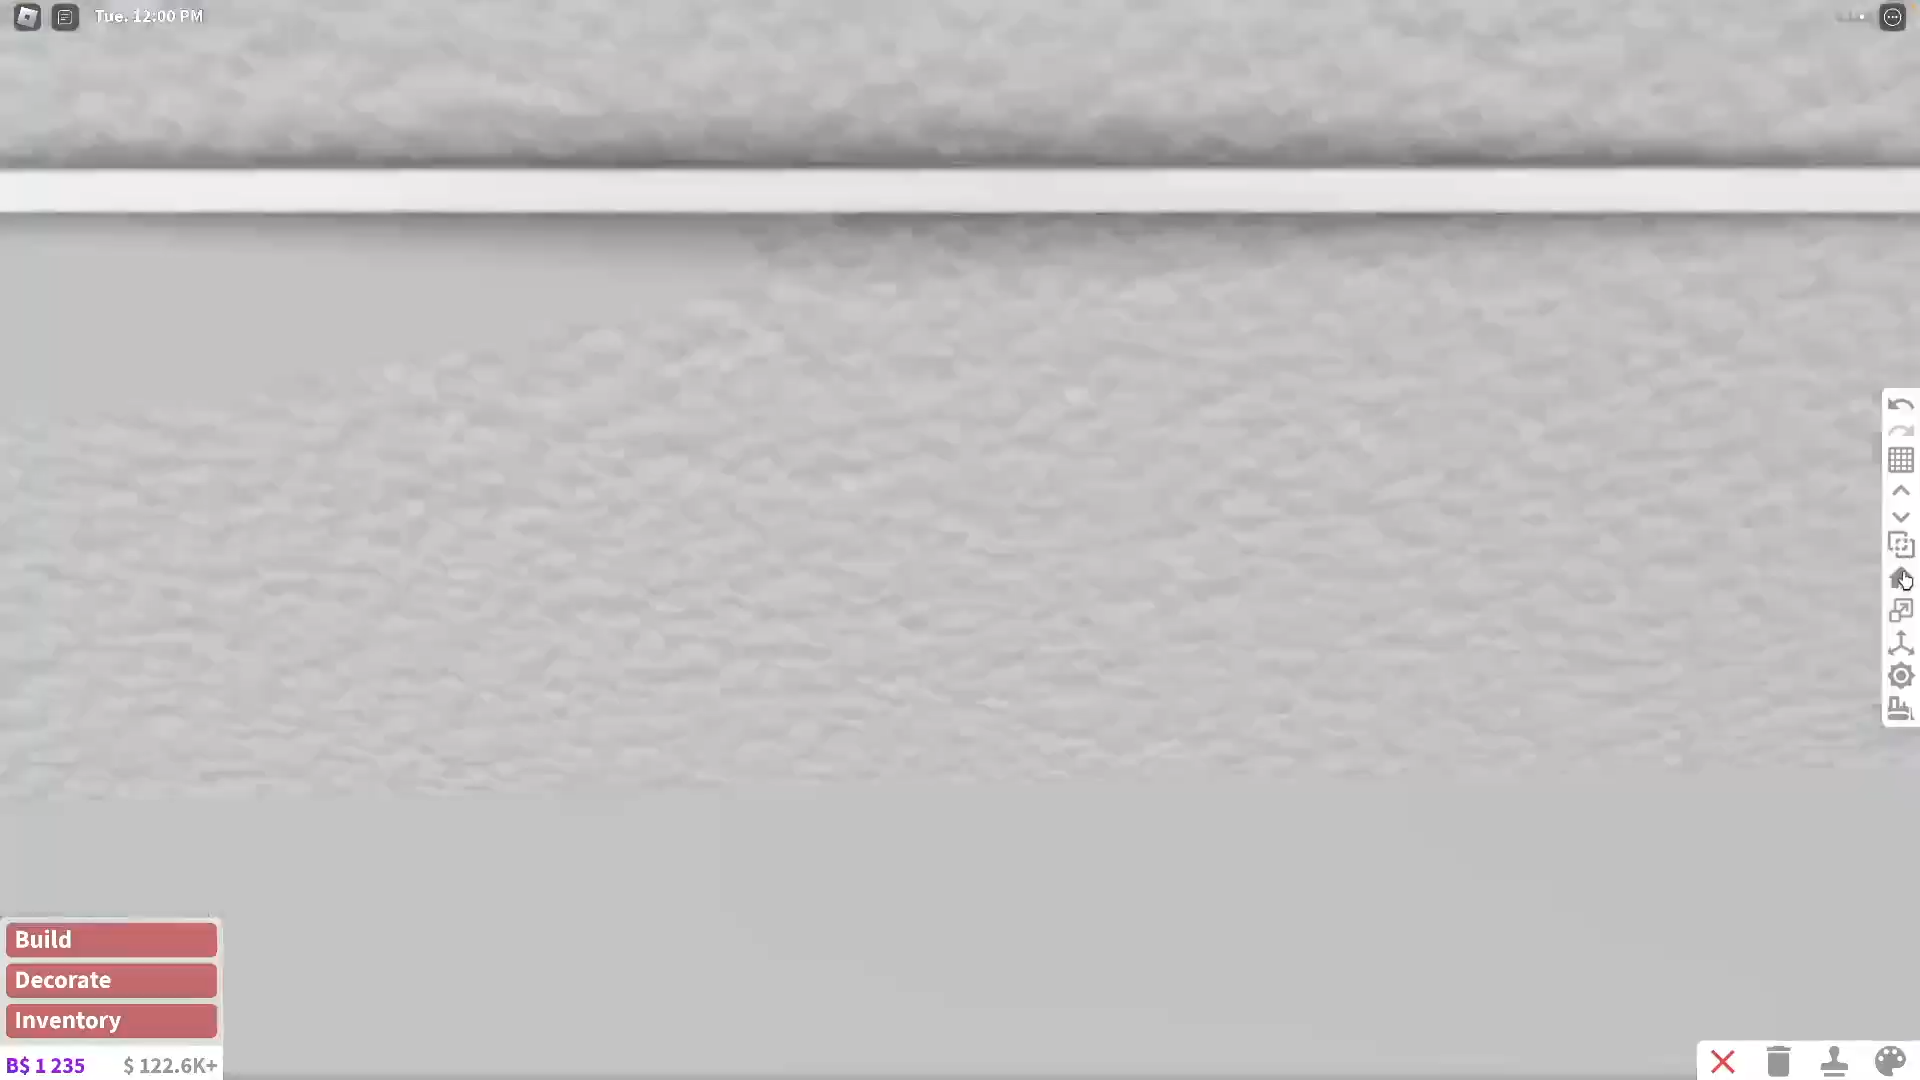 Tue. 12:00 PM
Build
Decorate
Inventory
B$ 1 235
$ 122.6K+